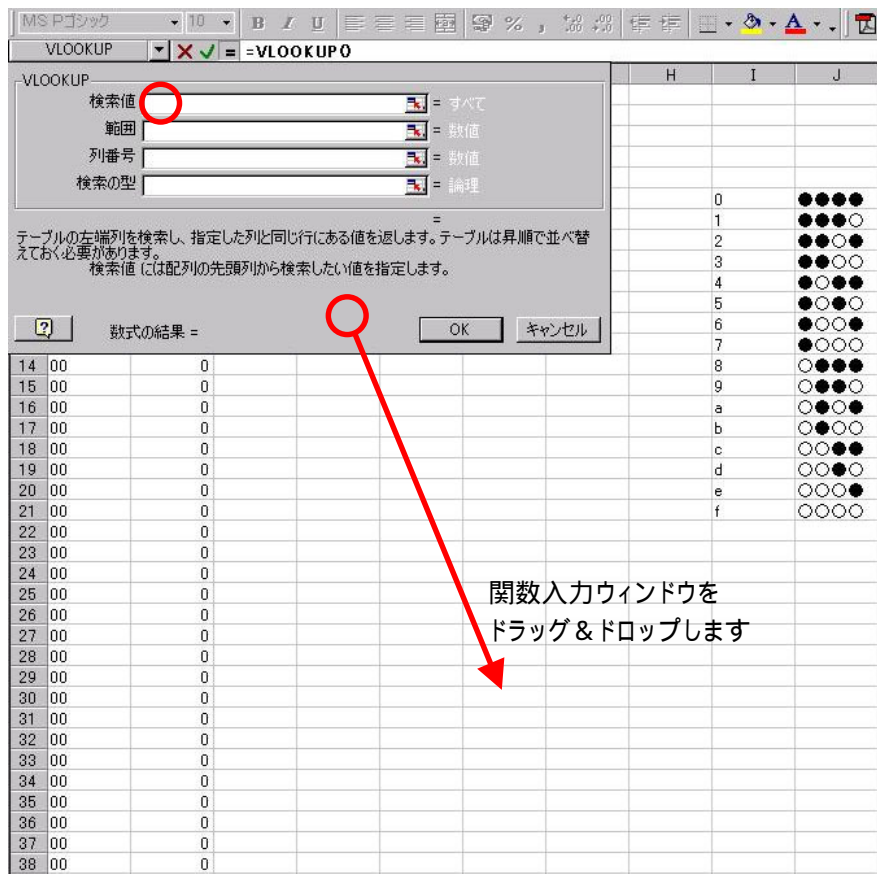 MS Pゴシック 10 B I U % ,
VLOOKUP = =VLOOKUP()
VLOOKUP
検索値 = すべて
範囲 = 数値
列番号 = 数値
検索の型 = 論理
=
テーブルの左端列を検索し、指定した列と同じ行にある値を返します。テーブルは昇順で並べ替
えておく必要があります。
検索値 には配列の先頭列から検索したい値を指定します。
数式の結果 = OK キャンセル
H I J
0 ●●●●
1 ●●●○
2 ●●○●
3 ●●○○
4 ●○●●
5 ●○●○
6 ●○○●
7 ●○○○
14 00 0 8 ○●●●
15 00 0 9 ○●●○
16 00 0 a ○●○●
17 00 0 b ○●○○
18 00 0 c ○○●●
19 00 0 d ○○●○
20 00 0 e ○○○●
21 00 0 f ○○○○
22 00 0
23 00 0
24 00 0
25 00 0
26 00 0
27 00 0
28 00 0
29 00 0
30 00 0
31 00 0
32 00 0
33 00 0
34 00 0
35 00 0
36 00 0
37 00 0
38 00 0
関数入力ウィンドウを
ドラッグ＆ドロップします